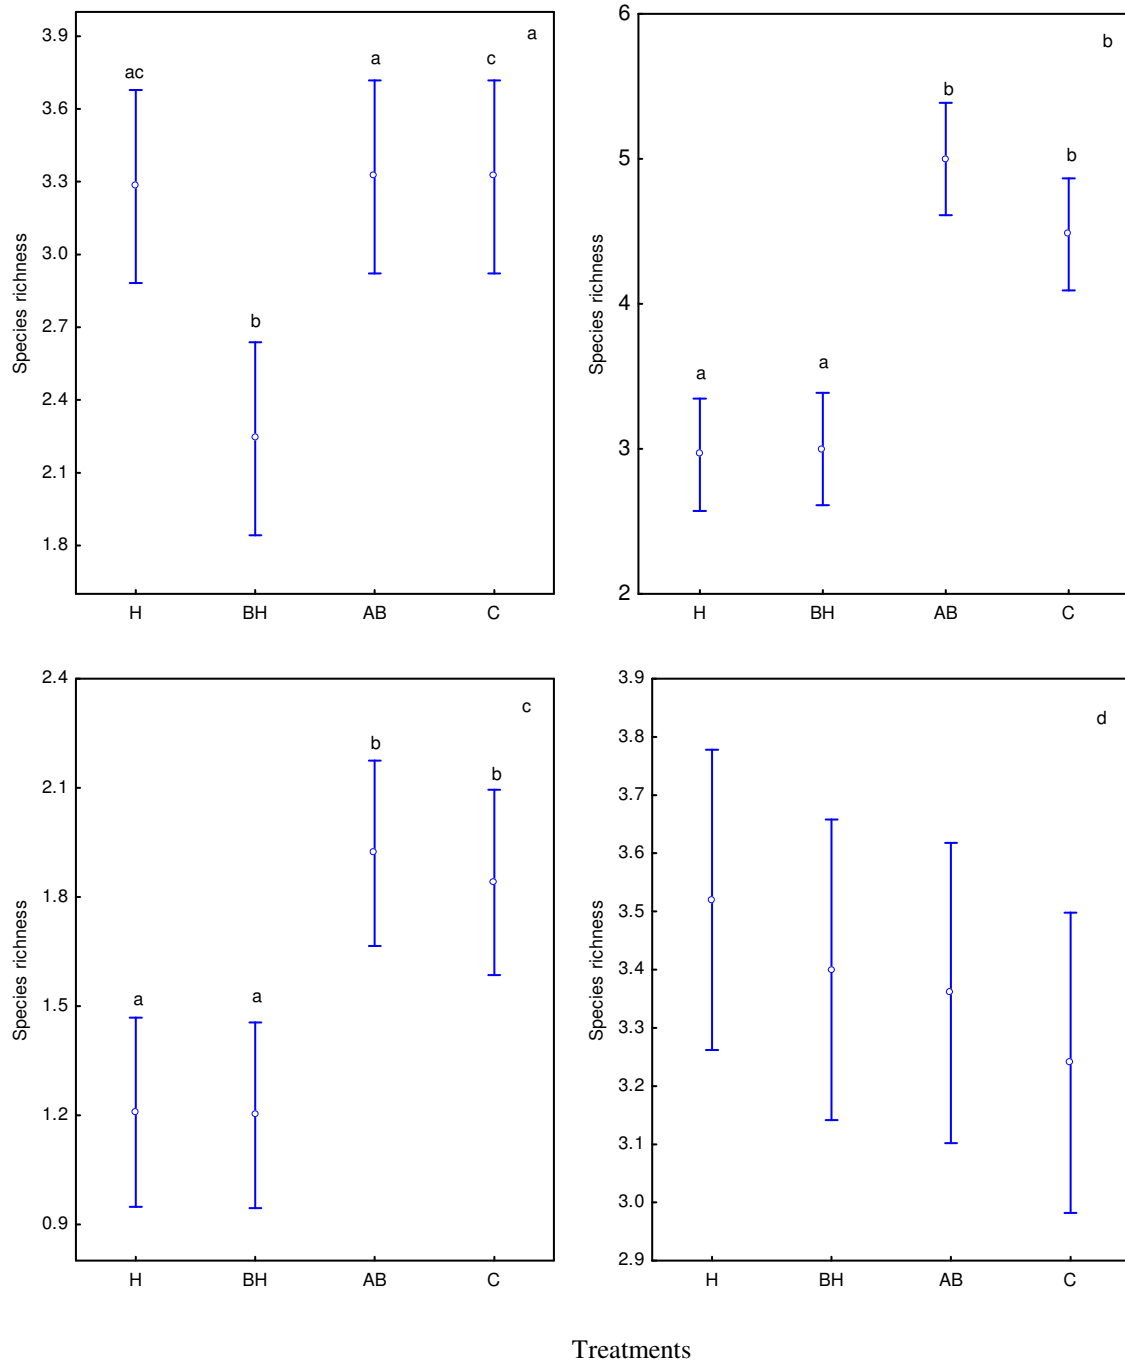 a
3.9
3.6
3.3
3.0
2.7
2.4
2.1
1.8
Species richness
ac
b
a
c
H BH AB C
b
6
5
4
3
2
Species richness
a
a
b
b
H BH AB C
c
2.4
2.1
1.8
1.5
1.2
0.9
Species richness
a
a
b
b
H BH AB C
d
3.9
3.8
3.7
3.6
3.5
3.4
3.3
3.2
3.1
3.0
2.9
Species richness
H BH AB C
Treatments